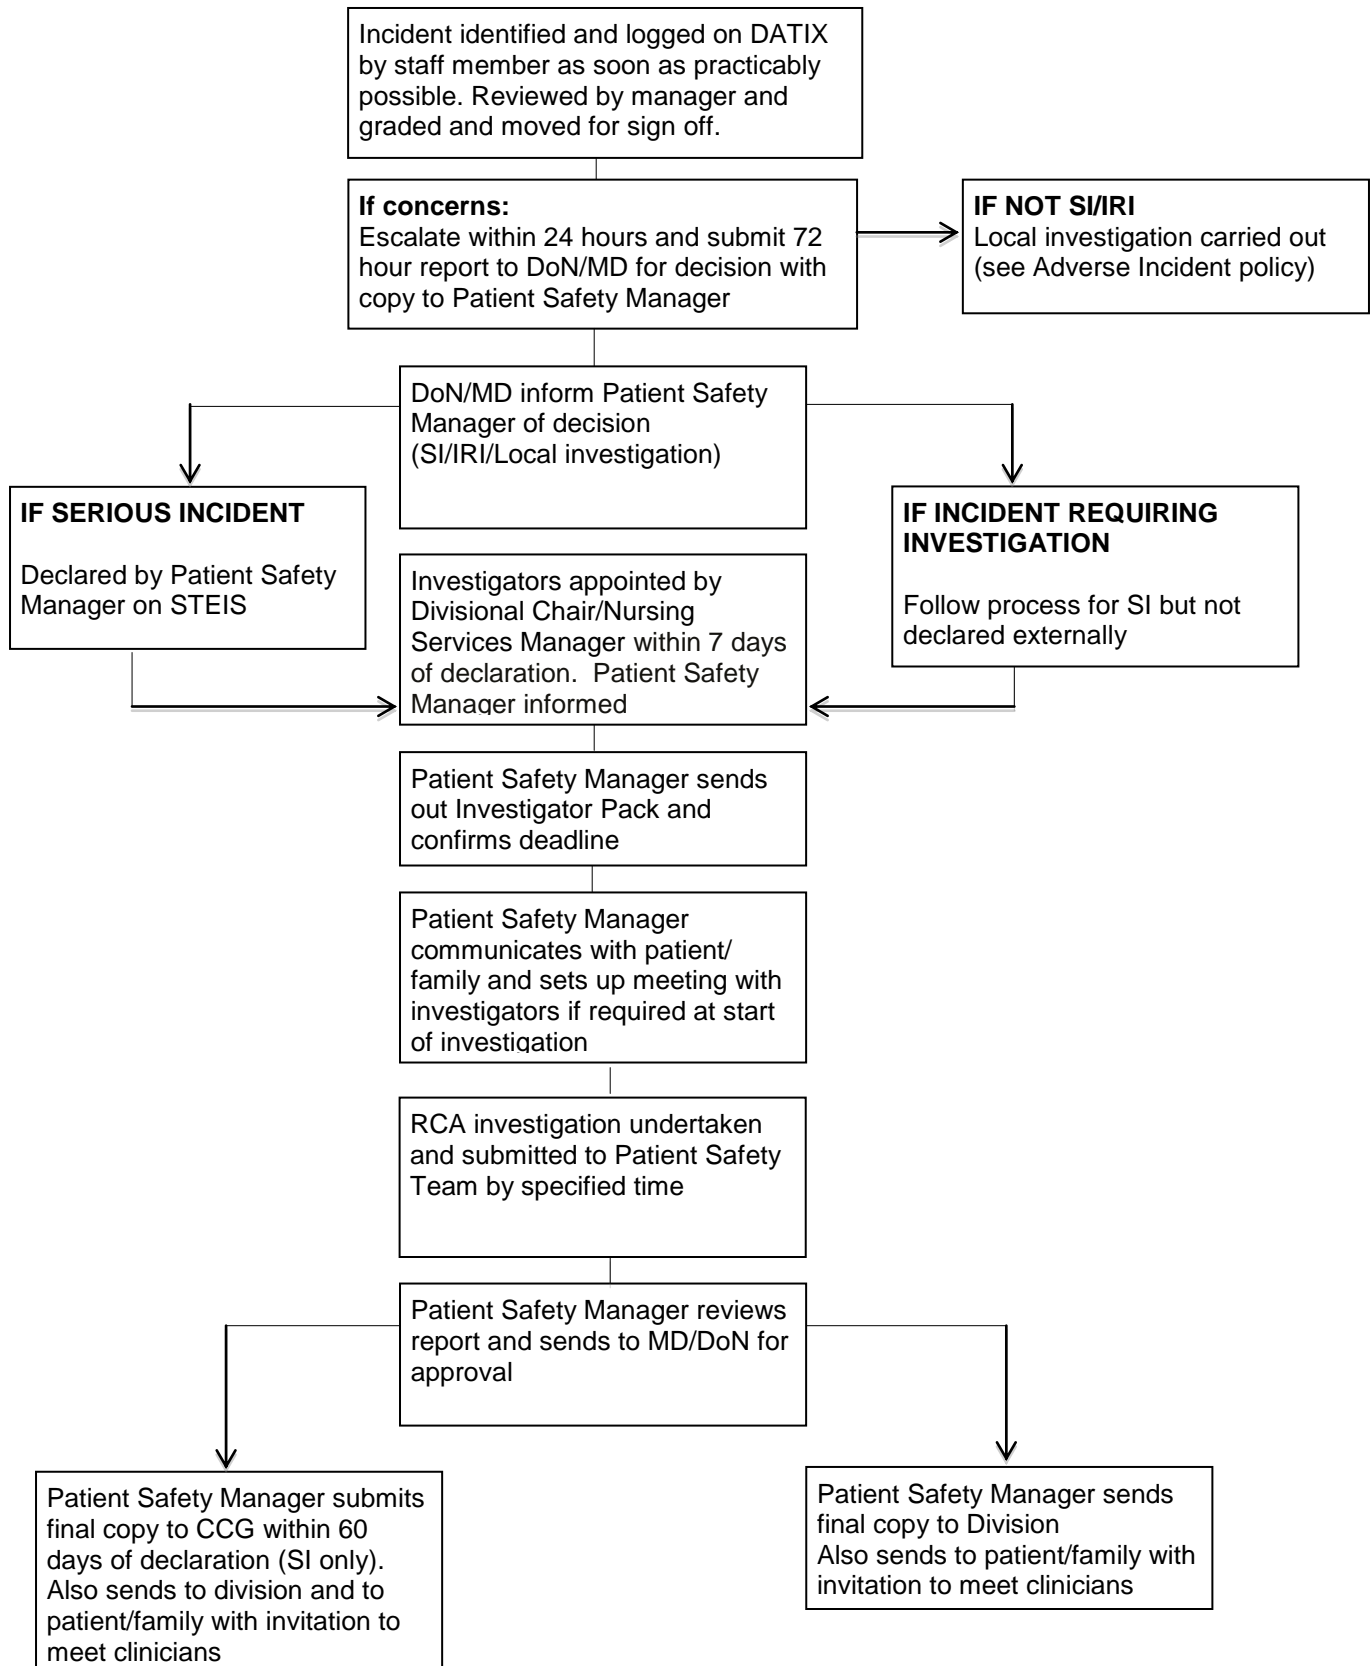 Incident identified and logged on DATIX
by staff member as soon as practicably
possible. Reviewed by manager and
graded and moved for sign off.
If concerns:
Escalate within 24 hours and submit 72
hour report to DoN/MD for decision with
copy to Patient Safety Manager
IF NOT SI/IRI
Local investigation carried out
(see Adverse Incident policy)
DoN/MD inform Patient Safety
Manager of decision
(SI/IRI/Local investigation)
IF SERIOUS INCIDENT
Declared by Patient Safety
Manager on STEIS
IF INCIDENT REQUIRING
INVESTIGATION
Follow process for SI but not
declared externally
Investigators appointed by
Divisional Chair/Nursing
Services Manager within 7 days
of declaration.  Patient Safety
Manager informed
Patient Safety Manager sends
out Investigator Pack and
confirms deadline
Patient Safety Manager
communicates with patient/
family and sets up meeting with
investigators if required at start
of investigation
RCA investigation undertaken
and submitted to Patient Safety
Team by specified time
Patient Safety Manager reviews
report and sends to MD/DoN for
approval
Patient Safety Manager submits
final copy to CCG within 60
days of declaration (SI only).
Also sends to division and to
patient/family with invitation to
meet clinicians
Patient Safety Manager sends
final copy to Division
Also sends to patient/family with
invitation to meet clinicians